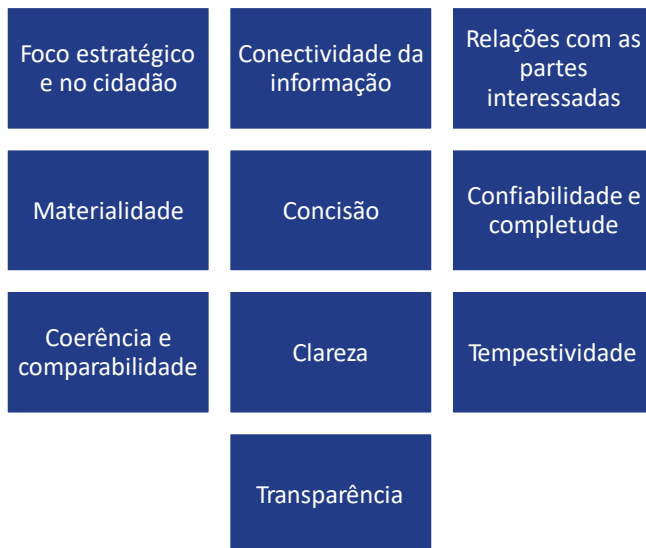 Foco estratégico
e no cidadão
Conectividade da
informação
Relações com as
partes
interessadas
Materialidade
Concisão
Confiabilidade e
completude
Coerência e
comparabilidade
Clareza
Tempestividade
Transparência